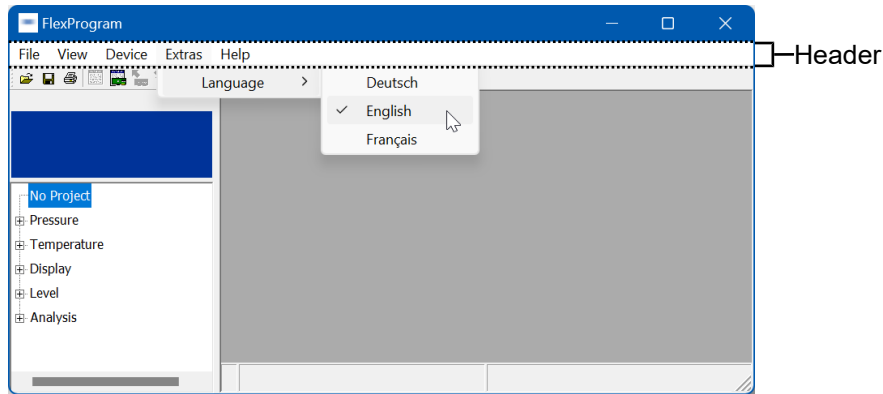 FlexProgram
File View Device Extras Help
Header
Language
Deutsch
English
Français
No Project
Pressure
Temperature
Display
Level
Analysis